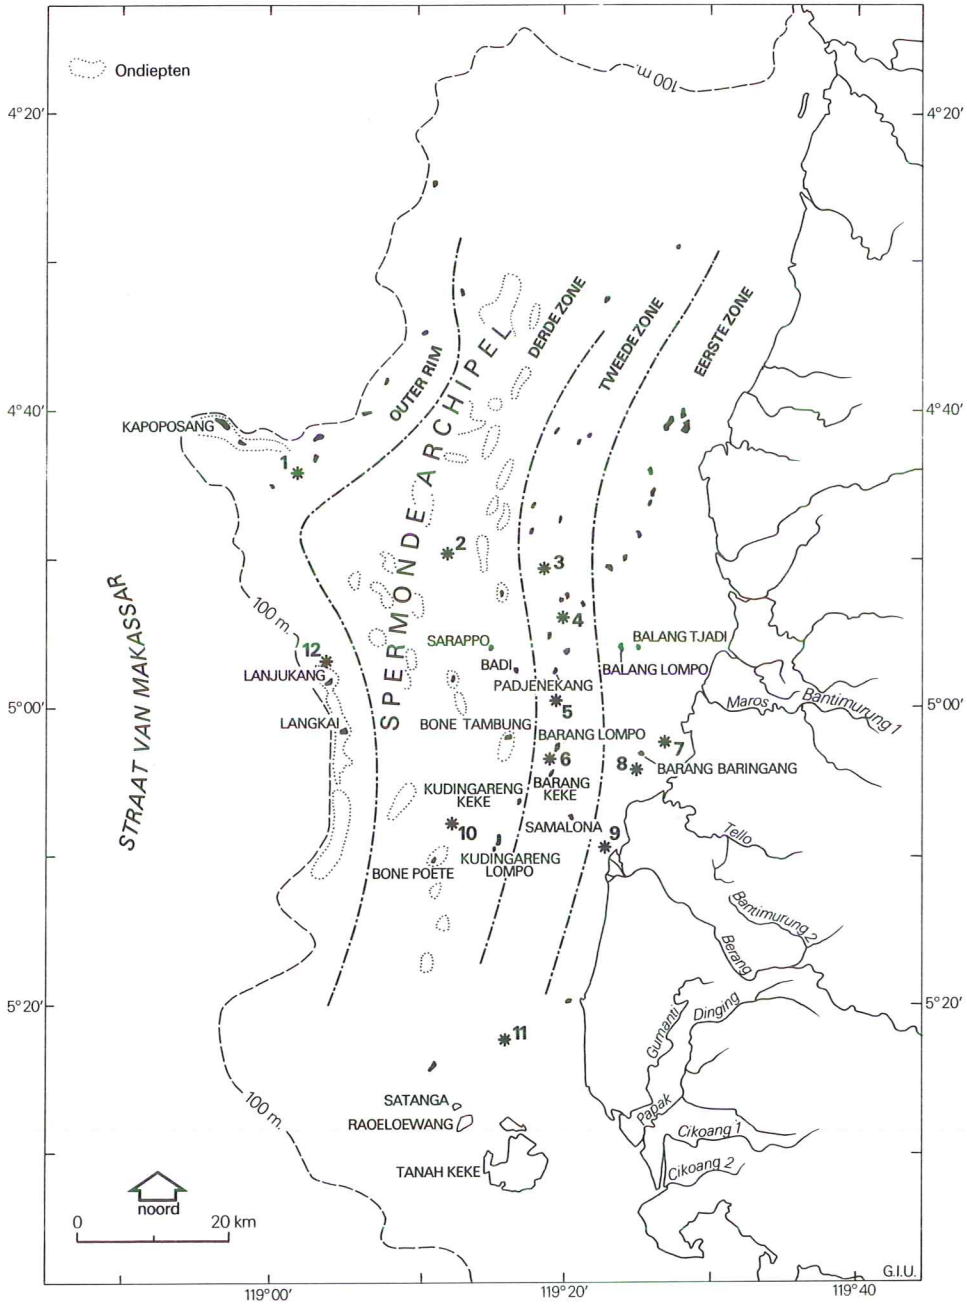 Ondiepten
100 m.
4°20'
4°20'
OUTER RIM
SPERMONDE ARCHIPEL
DERDE ZONE
TWEEDE ZONE
EERSTE ZONE
4°40'
4°40'
KAPOPOSANG
1
2
3
4
STRAAT VAN MAKASSAR
100 m.
12
LANJUKANG
LANGKAI
SARAPPO
BADI
PADJENEKANG
BALANG TJADI
BALANG LOMPO
5°00'
5°00'
Maros
Bantimurung 1
5
BONE TAMBUNG
BARANG LOMPO
6
7
8
BARANG BARINGANG
BARANG
KEKE
KUDINGARENG
KEKE
10
SAMALONA
9
Tello
BONE POETE
KUDINGARENG
LOMPO
Bantimurung 2
Berang
5°20'
5°20'
Gumanti
Dinging
11
100 m.
SATANGA
RAOELOEWANG
TANAH KEKE
Papak
Cikoang 1
Cikoang 2
noord
0 20 km
G.I.U.
119°00'
119°20'
119°40'